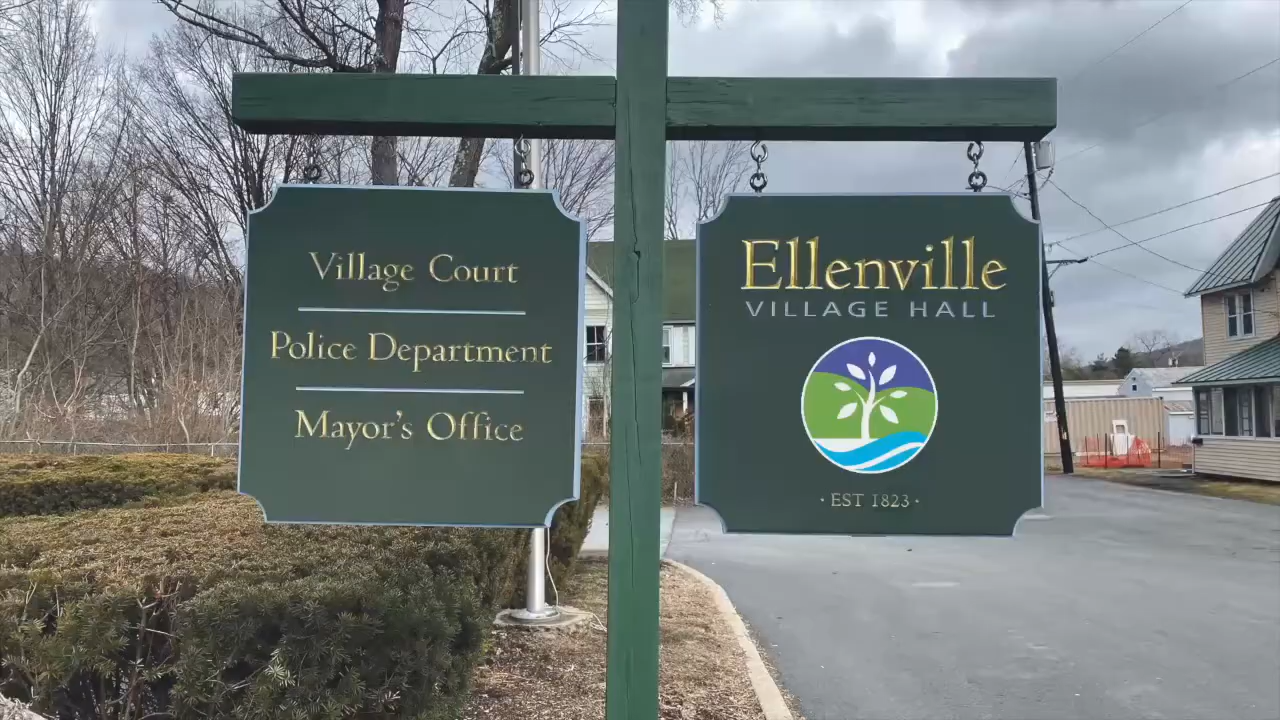 Village Court
Police Department
Mayor's Office
Ellenville
VILLAGE HALL
· EST 1823 ·